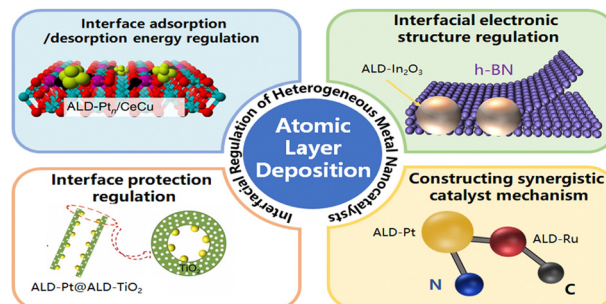 Interface adsorption
/desorption energy regulation
ALD-Ptₙ/CeCu
Interfacial electronic
structure regulation
ALD-In₂O₃
h-BN
Interfacial Regulation of Heterogeneous Metal Nanocatalysts
Atomic
Layer
Deposition
Interface protection
regulation
TiO₂
ALD-Pt@ALD-TiO₂
Constructing synergistic
catalyst mechanism
ALD-Pt
ALD-Ru
N
C